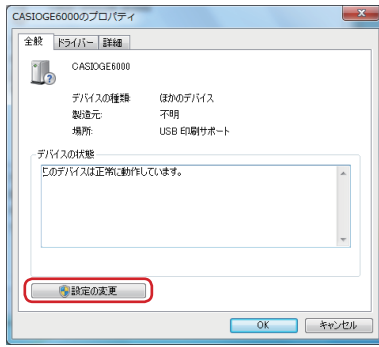 CASIOGE6000のプロパティ
全般 ドライバー 詳細
CASIOGE6000
デバイスの種類: ほかのデバイス
製造元: 不明
場所: USB 印刷サポート
デバイスの状態
このデバイスは正常に動作しています。
設定の変更
OK キャンセル